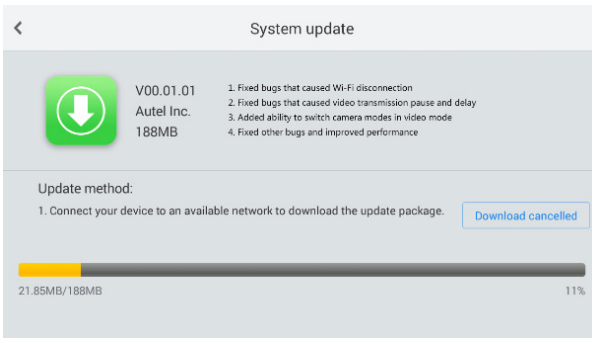 System update
V00.01.01
Autel Inc.
188MB
1. Fixed bugs that caused Wi-Fi disconnection
2. Fixed bugs that caused video transmission pause and delay
3. Added ability to switch camera modes in video mode
4. Fixed other bugs and improved performance
Update method:
1. Connect your device to an available network to download the update package.
Download cancelled
21.85MB/188MB
11%